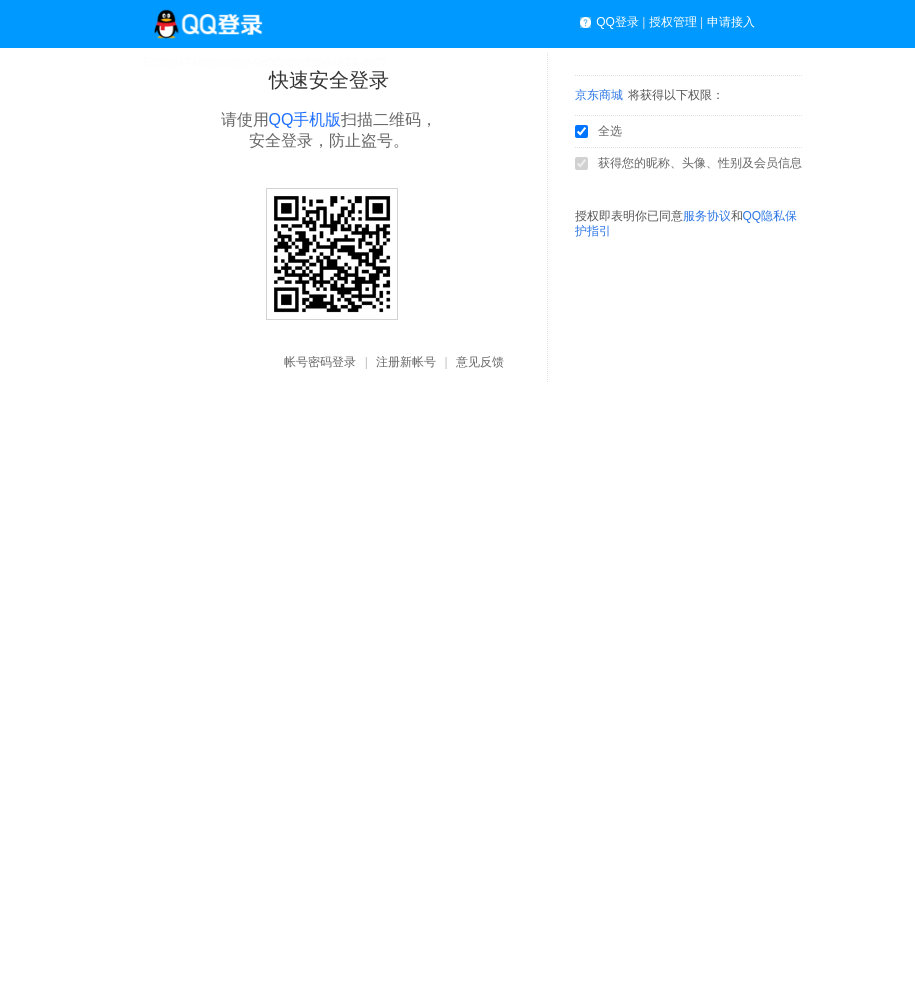 QQ登录
QQ登录 | 授权管理 | 申请接入
快速安全登录
请使用QQ手机版扫描二维码，
安全登录，防止盗号。
帐号密码登录 | 注册新帐号 | 意见反馈
京东商城 将获得以下权限：
全选
获得您的昵称、头像、性别及会员信息
授权即表明你已同意服务协议和QQ隐私保
护指引